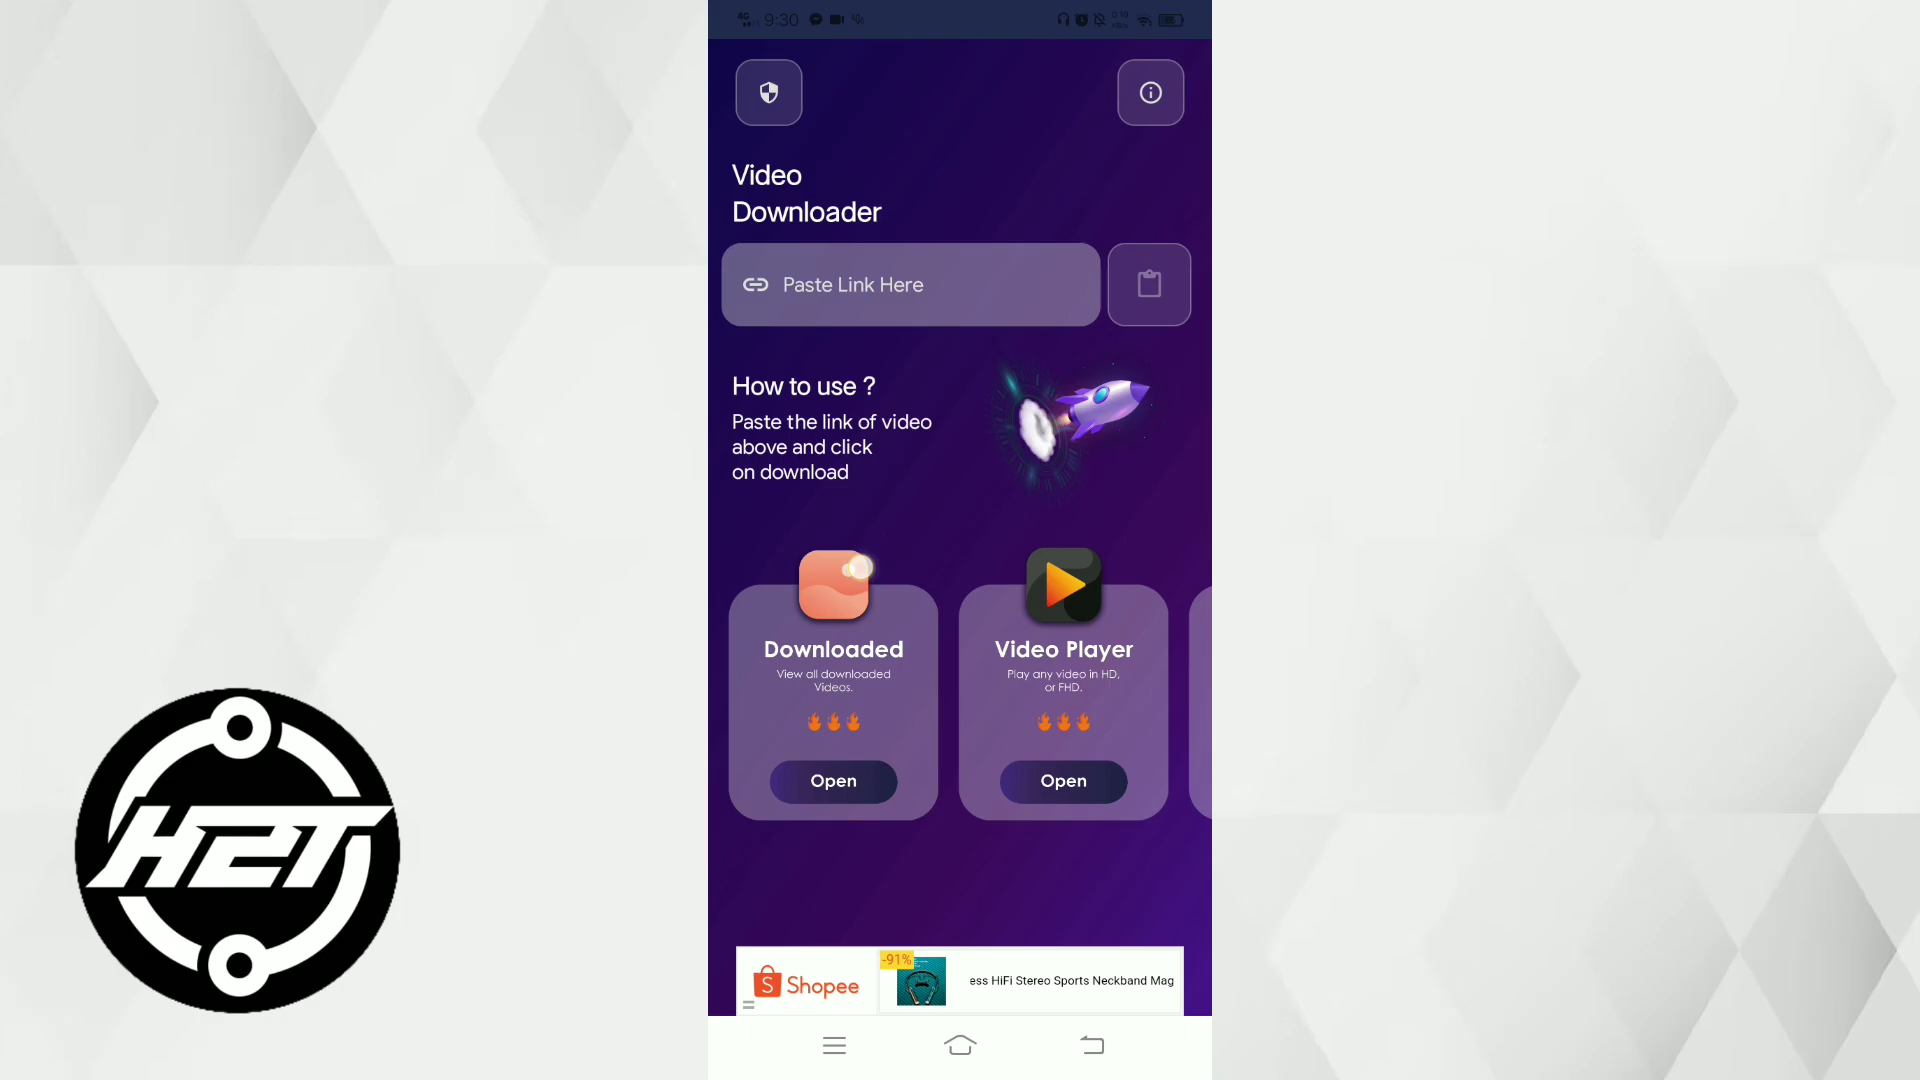 4G 9:30
Video
Downloader
Paste Link Here
How to use ?
Paste the link of video
above and click
on download
Downloaded
View all downloaded
Videos.
Open
Video Player
Play any video in HD,
or FHD.
Open
H2T
Shopee
-91%
ess HiFi Stereo Sports Neckband Mag